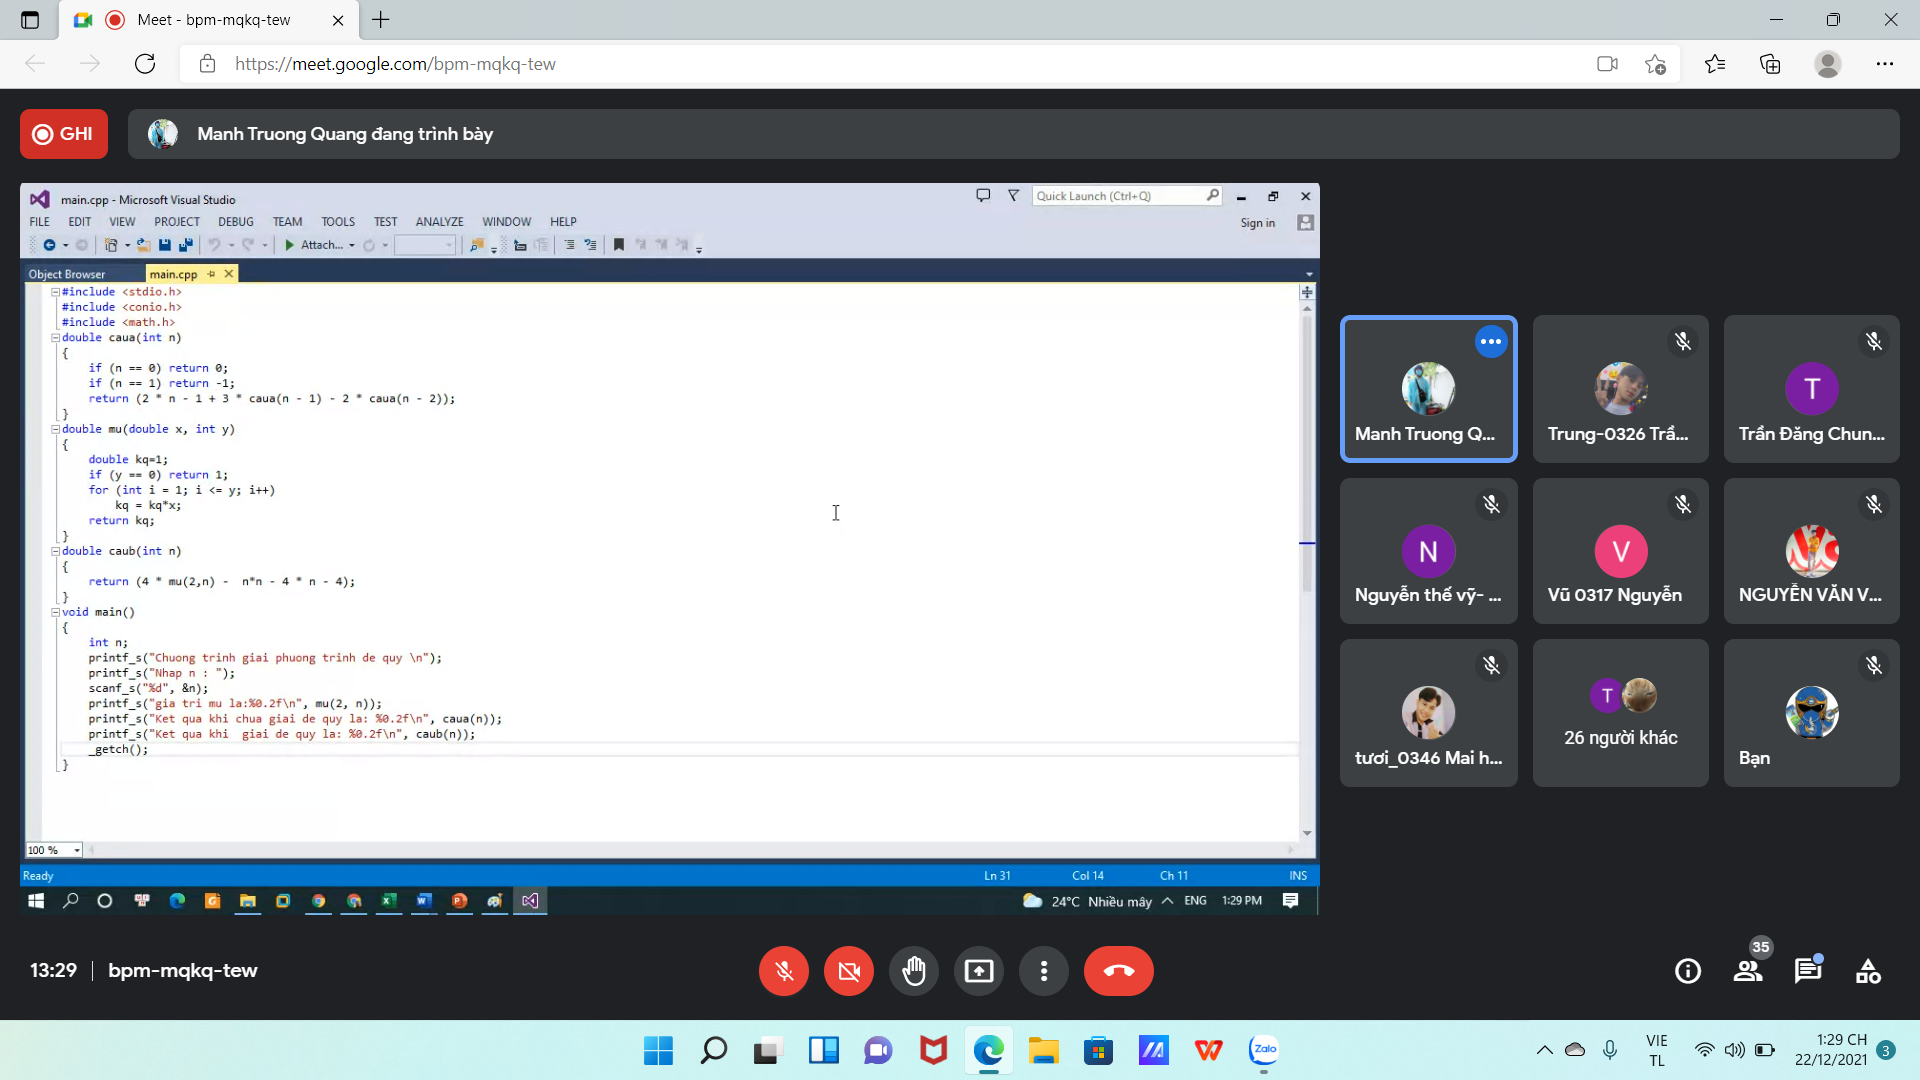 Meet - bpm-mqkq-tew
https://meet.google.com/bpm-mqkq-tew
GHI
Manh Truong Quang đang trình bày
main.cpp - Microsoft Visual Studio
Quick Launch (Ctrl+Q)
FILE EDIT VIEW PROJECT DEBUG TEAM TOOLS TEST ANALYZE WINDOW HELP
Sign in
Attach...
Object Browser
main.cpp
#include <stdio.h>
#include <conio.h>
#include <math.h>
double caua(int n)
{
if (n == 0) return 0;
if (n == 1) return -1;
return (2 * n - 1 + 3 * caua(n - 1) - 2 * caua(n - 2));
}
double mu(double x, int y)
{
double kq=1;
if (y == 0) return 1;
for (int i = 1; i <= y; i++)
kq = kq*x;
return kq;
}
double caub(int n)
{
return (4 * mu(2,n) -  n*n - 4 * n - 4);
}
void main()
{
int n;
printf_s("Chuong trinh giai phuong trinh de quy \n");
printf_s("Nhap n : ");
scanf_s("%d", &n);
printf_s("gia tri mu la:%0.2f\n", mu(2, n));
printf_s("Ket qua khi chua giai de quy la: %0.2f\n", caua(n));
printf_s("Ket qua khi  giai de quy la: %0.2f\n", caub(n));
_getch();
}
100 %
Ready
Ln 31 Col 14 Ch 11 INS
24°C Nhiều mây ENG 1:29 PM
Manh Truong Q...
Trung-0326 Trầ...
T
Trần Đăng Chun...
N
Nguyễn thế vỹ- ...
V
Vũ 0317 Nguyễn
NGUYỄN VĂN V...
tươi_0346 Mai h...
T
26 người khác
Bạn
13:29 | bpm-mqkq-tew
35
Zalo
VIE
TL
1:29 CH
22/12/2021
3